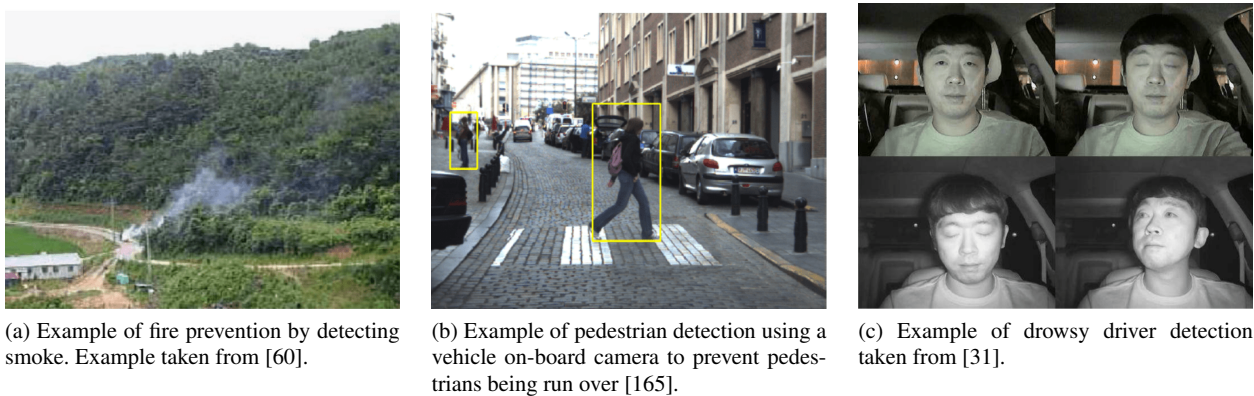 (a) Example of fire prevention by detecting
smoke. Example taken from [60].
(b) Example of pedestrian detection using a
vehicle on-board camera to prevent pedes-
trians being run over [165].
(c) Example of drowsy driver detection
taken from [31].